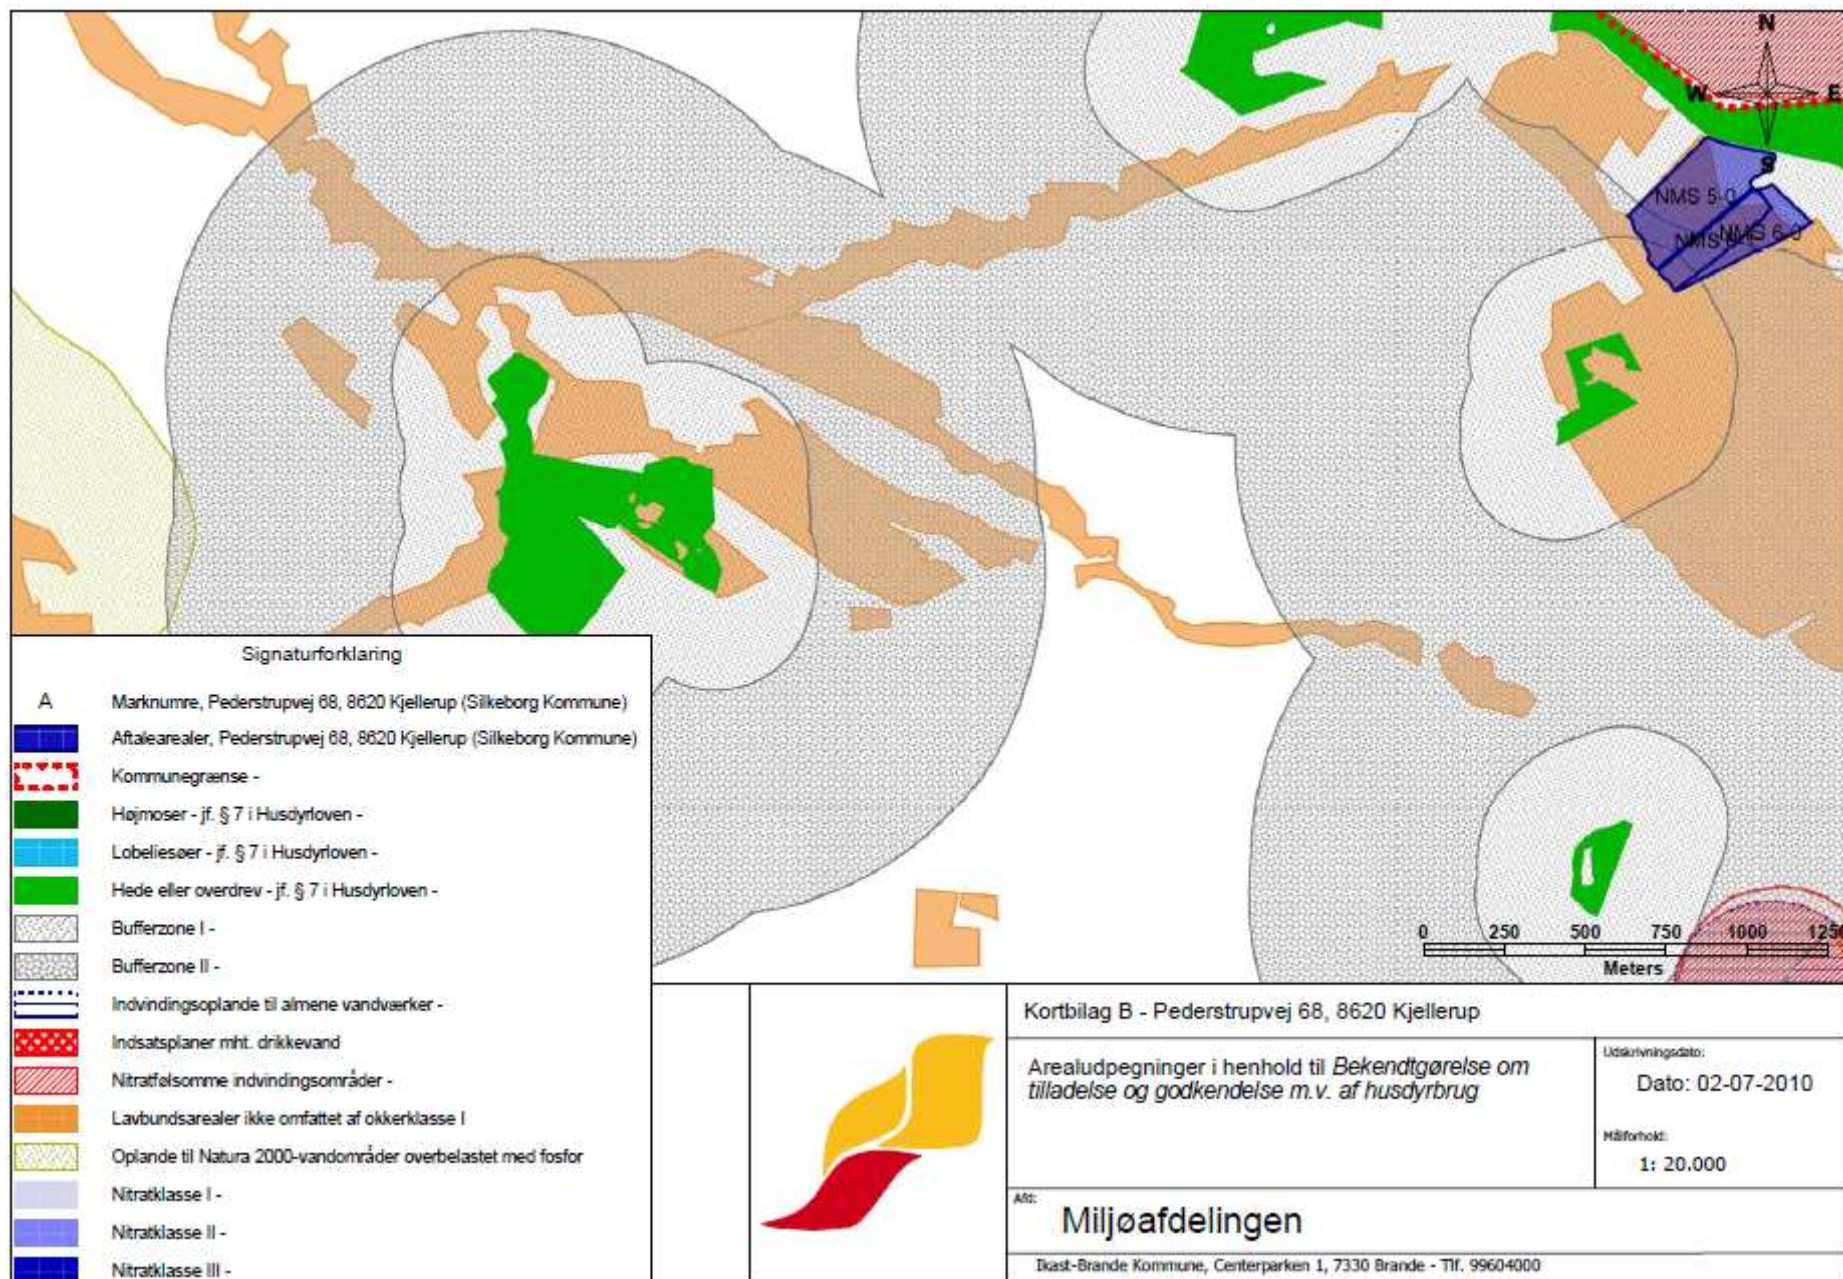 N
W
E
S
NMS 5-0
NMS 6-0
0 250 500 750 1000
Meters
Signaturforklaring
A Marknumre, Pederstrupvej 68, 8620 Kjellerup (Silkeborg Kommune)
Aftalearealer, Pederstrupvej 68, 8620 Kjellerup (Silkeborg Kommune)
Kommunegrænse -
Højmoser - jf. § 7 i Husdyrloven -
Lobeliesøer - jf. § 7 i Husdyrloven -
Hede eller overdrev - jf. § 7 i Husdyrloven -
Bufferzone I -
Bufferzone II -
Indvindingsoplande til almene vandværker -
Indsatsplaner mht. drikkevand
Nitratfølsomme indvindingsområder -
Lavbundsarealer ikke omfattet af okkerklasse I
Oplande til Natura 2000-vandområder overbelastet med fosfor
Nitratklasse I -
Nitratklasse II -
Nitratklasse III -
Kortbilag B - Pederstrupvej 68, 8620 Kjellerup
Arealudpegninger i henhold til Bekendtgørelse om
tilladelse og godkendelse m.v. af husdyrbrug
Udskrivningsdato:
Dato: 02-07-2010
Målforhold:
1: 20.000
Afd:
Miljøafdelingen
Ikast-Brande Kommune, Centerparken 1, 7330 Brande - Tlf. 99604000